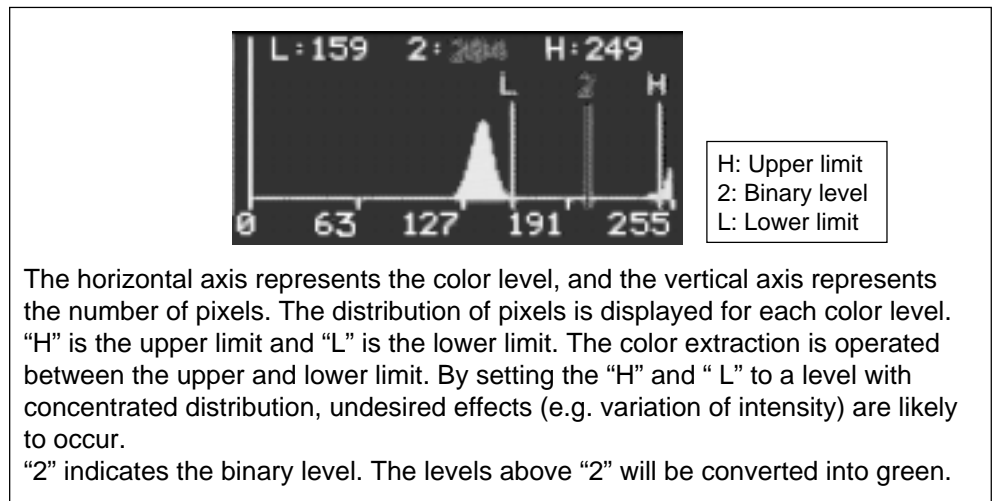 L:159 2:204 H:249
L 2 H
0 63 127 191 255
H: Upper limit
2: Binary level
L: Lower limit
The horizontal axis represents the color level, and the vertical axis represents
the number of pixels. The distribution of pixels is displayed for each color level.
“H” is the upper limit and “L” is the lower limit. The color extraction is operated
between the upper and lower limit. By setting the “H” and “ L” to a level with
concentrated distribution, undesired effects (e.g. variation of intensity) are likely
to occur.
“2” indicates the binary level. The levels above “2” will be converted into green.